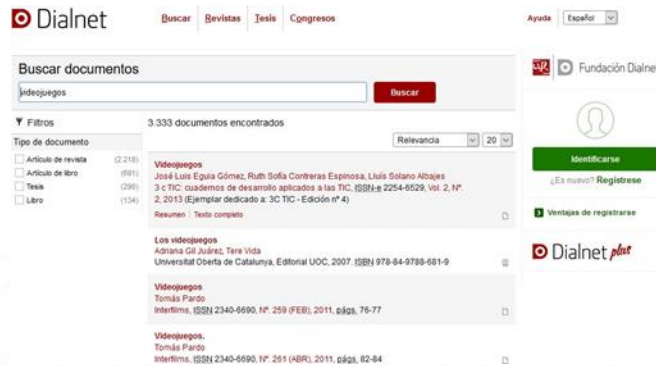 Dialnet
Buscar Revistas Tesis Congresos
Ayuda Español
Buscar documentos
videojuegos
Buscar
Fundación Dialne
Filtros
3.333 documentos encontrados
Tipo de documento
Relevancia 20
Artículo de revista (2.218)
Artículo de libro (691)
Tesis (290)
Libro (134)
Videojuegos
José Luis Eguia Gómez, Ruth Sofía Contreras Espinosa, Lluís Solano Albajes
3 c TIC: cuadernos de desarrollo aplicados a las TIC, ISSN-e 2254-6529, Vol. 2, Nº.
2, 2013 (Ejemplar dedicado a: 3C TIC - Edición nº 4)
Resumen Texto completo
Los videojuegos
Adriana Gil Juárez, Tere Vida
Universitat Oberta de Catalunya, Editorial UOC, 2007. ISBN 978-84-9788-681-9
Videojuegos
Tomás Pardo
Interfilms, ISSN 2340-6690, Nº. 259 (FEB), 2011, págs. 76-77
Videojuegos.
Tomás Pardo
Interfilms, ISSN 2340-6690, Nº. 261 (ABR), 2011, págs. 82-84
Identificarse
¿Es nuevo? Regístrese
Ventajas de registrarse
Dialnet plus